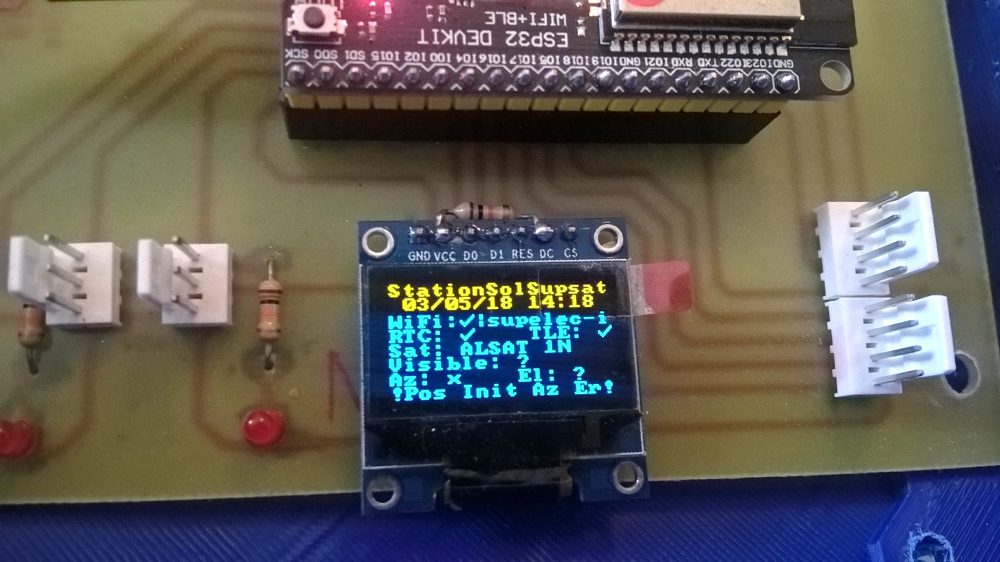 WIFI+BLE
ESP32 DEVKIT
SCK SD0 SD1 IO15 IO2 IO0 IO4 IO16 IO17 IO5 IO18 IO19 GND IO21 RXD TXD IO22 IO23 GND
GND VCC D0 D1 RES DC CS
StationSolSupsat
03/05/18 14:18
WiFi:✓:supelec-i
RTC: ✓ TLE: ✓
Sat: ALSAT 1N
Visible: ?
Az: x El: ?
!Pos Init Az Er!
N